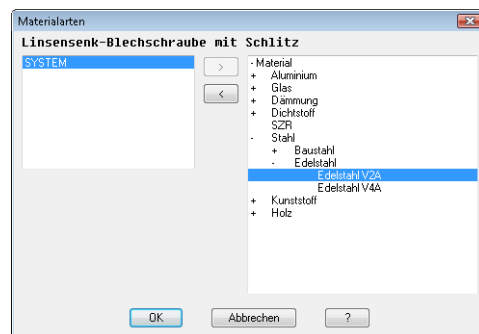 Materialarten
Linsensenk-Blechschraube mit Schlitz
SYSTEM
>
<
- Material
+ Aluminium
+ Glas
+ Dämmung
+ Dichtstoff
SZR
- Stahl
+ Baustahl
- Edelstahl
Edelstahl V2A
Edelstahl V4A
+ Kunststoff
+ Holz
OK
Abbrechen
?